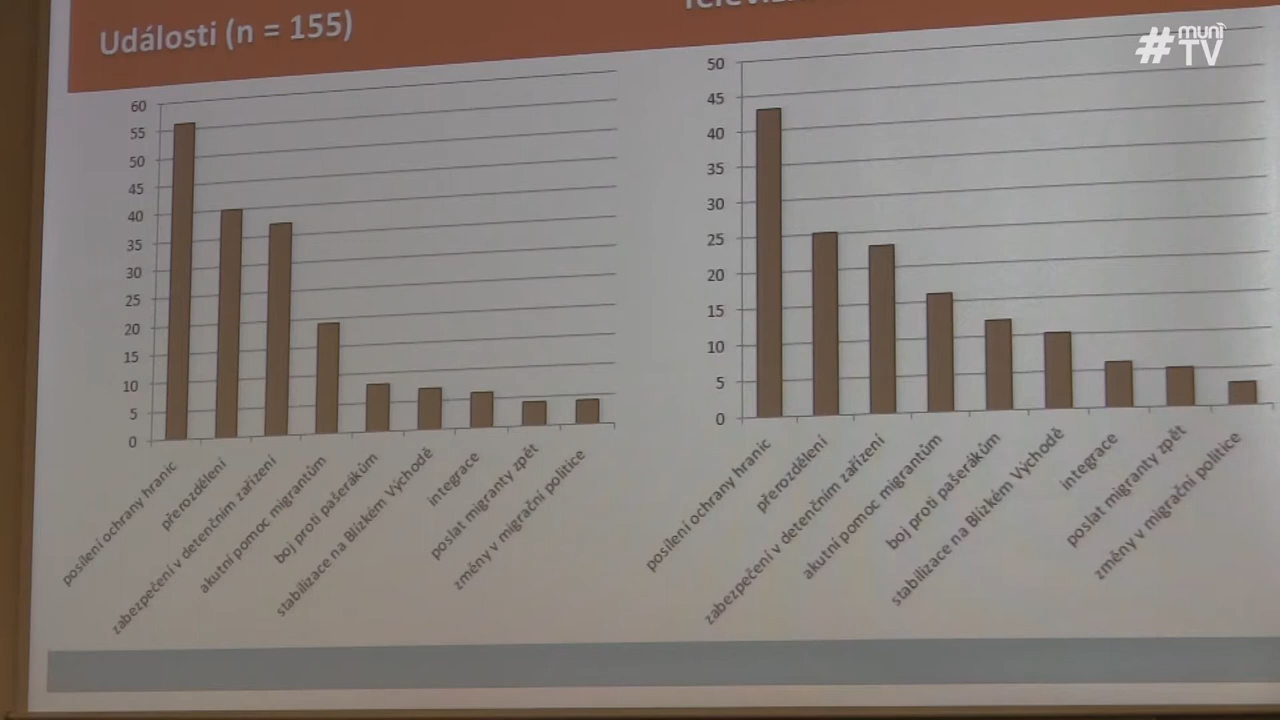 Události (n = 155)
#muni TV
60
55
50
45
40
35
30
25
20
15
10
5
0
posílení ochrany hranic
přerozdělení
zabezpečení v detenčním zařízení
akutní pomoc migrantům
boj proti pašerákům
stabilizace na Blízkém Východě
integrace
poslat migranty zpět
změny v migrační politice
50
45
40
35
30
25
20
15
10
5
0
posílení ochrany hranic
přerozdělení
zabezpečení v detenčním zařízení
akutní pomoc migrantům
boj proti pašerákům
stabilizace na Blízkém Východě
integrace
poslat migranty zpět
změny v migrační politice